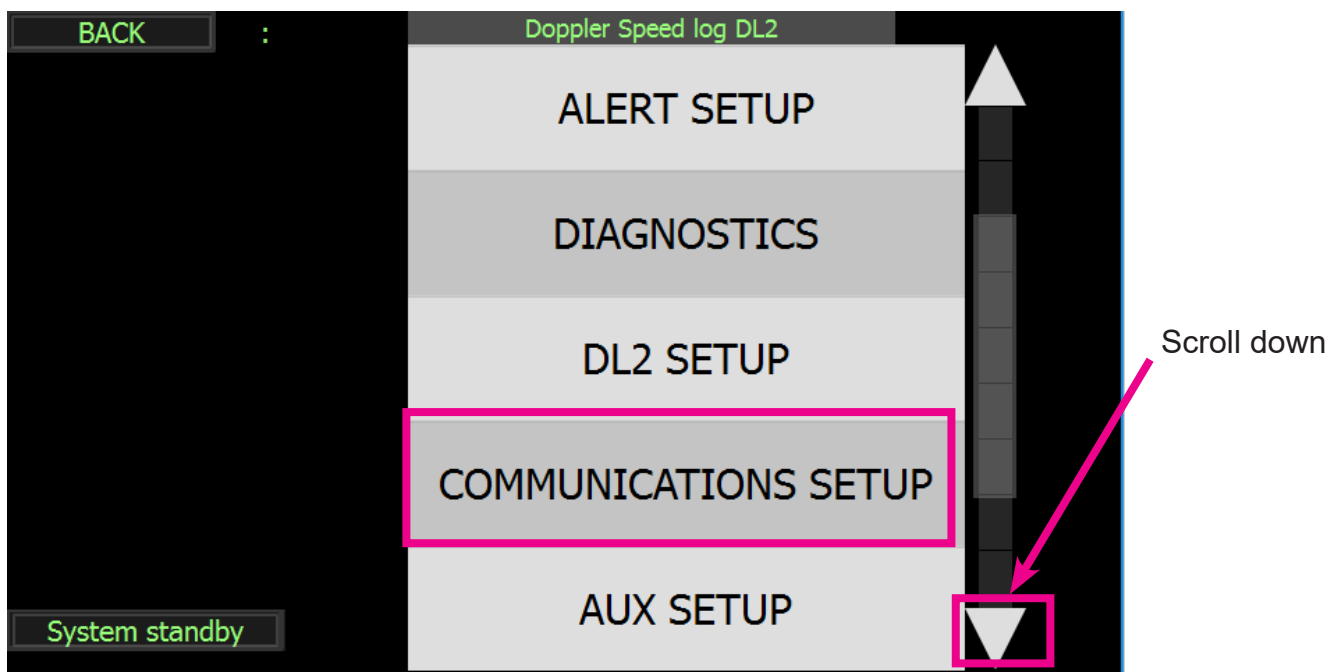 BACK :
Doppler Speed log DL2
ALERT SETUP
DIAGNOSTICS
DL2 SETUP
Scroll down
COMMUNICATIONS SETUP
AUX SETUP
System standby